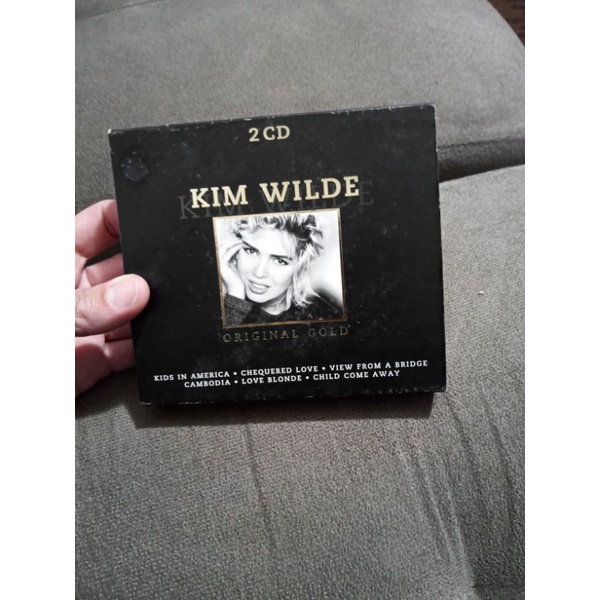 2 CD
KIM WILDE
ORIGINAL GOLD
KIDS IN AMERICA • CHEQUERED LOVE • VIEW FROM A BRIDGE
CAMBODIA • LOVE BLONDE • CHILD COME AWAY